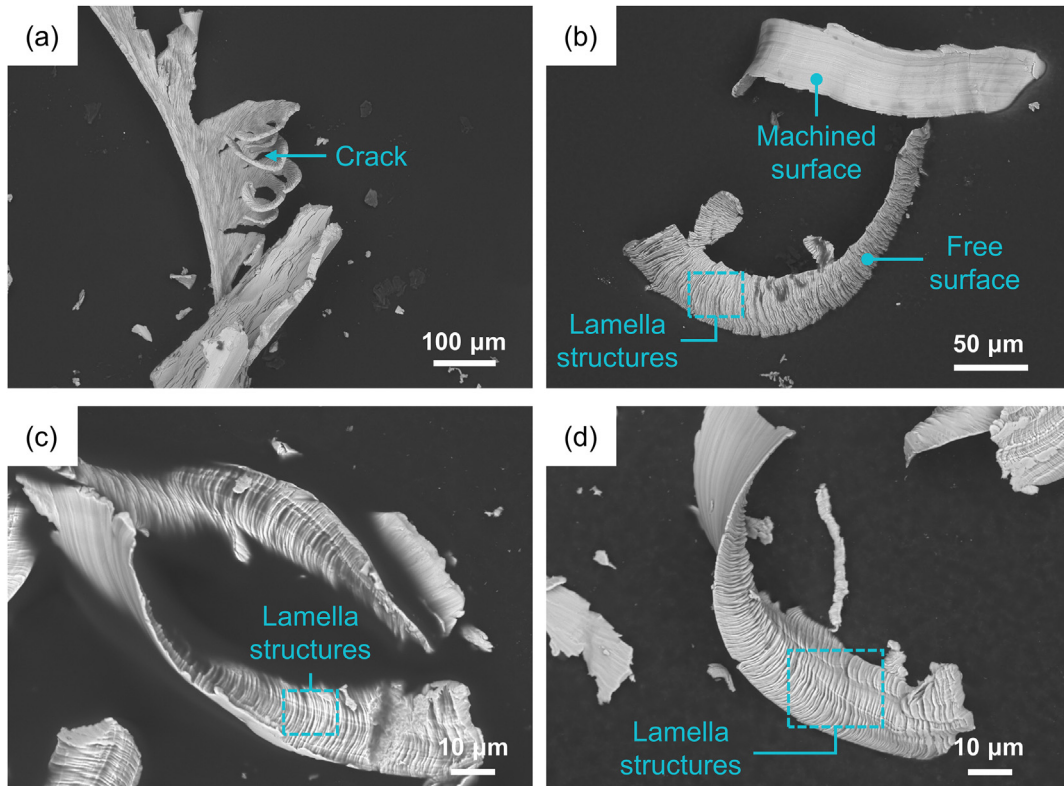 (a)
Crack
100 μm
(b)
Machined
surface
Free
surface
Lamella
structures
50 μm
(c)
Lamella
structures
10 μm
(d)
Lamella
structures
10 μm